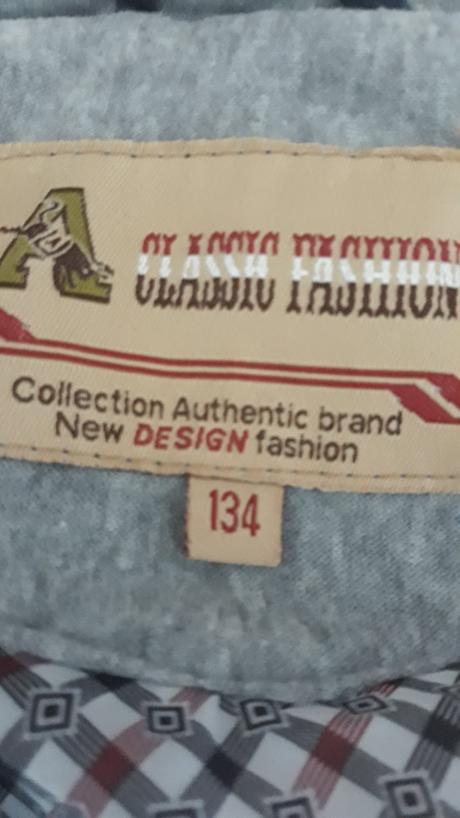 A
CLASSIC FASHION
Collection Authentic brand
New DESIGN fashion
134